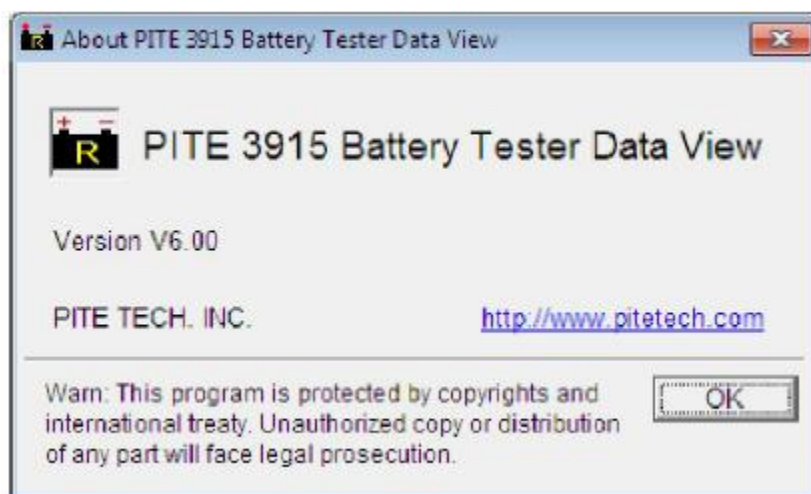 About PITE 3915 Battery Tester Data View
+ -
R
PITE 3915 Battery Tester Data View
Version V6.00
PITE TECH. INC.
http://www.pitetech.com
Warn: This program is protected by copyrights and
international treaty. Unauthorized copy or distribution
of any part will face legal prosecution.
OK